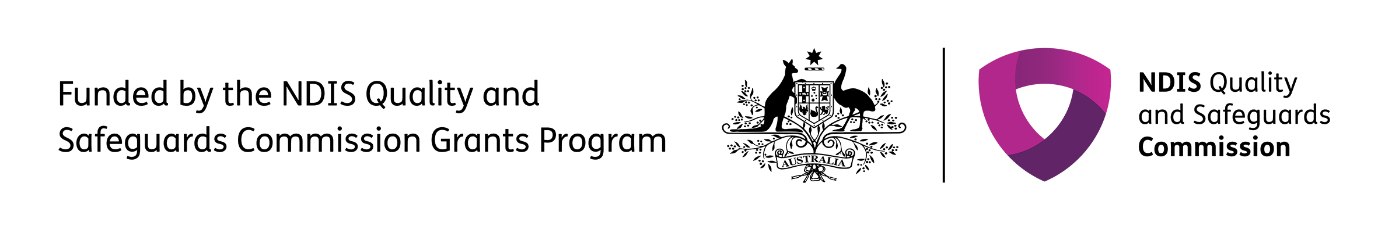 Funded by the NDIS Quality and
Safeguards Commission Grants Program
AUSTRALIA
NDIS Quality
and Safeguards
Commission